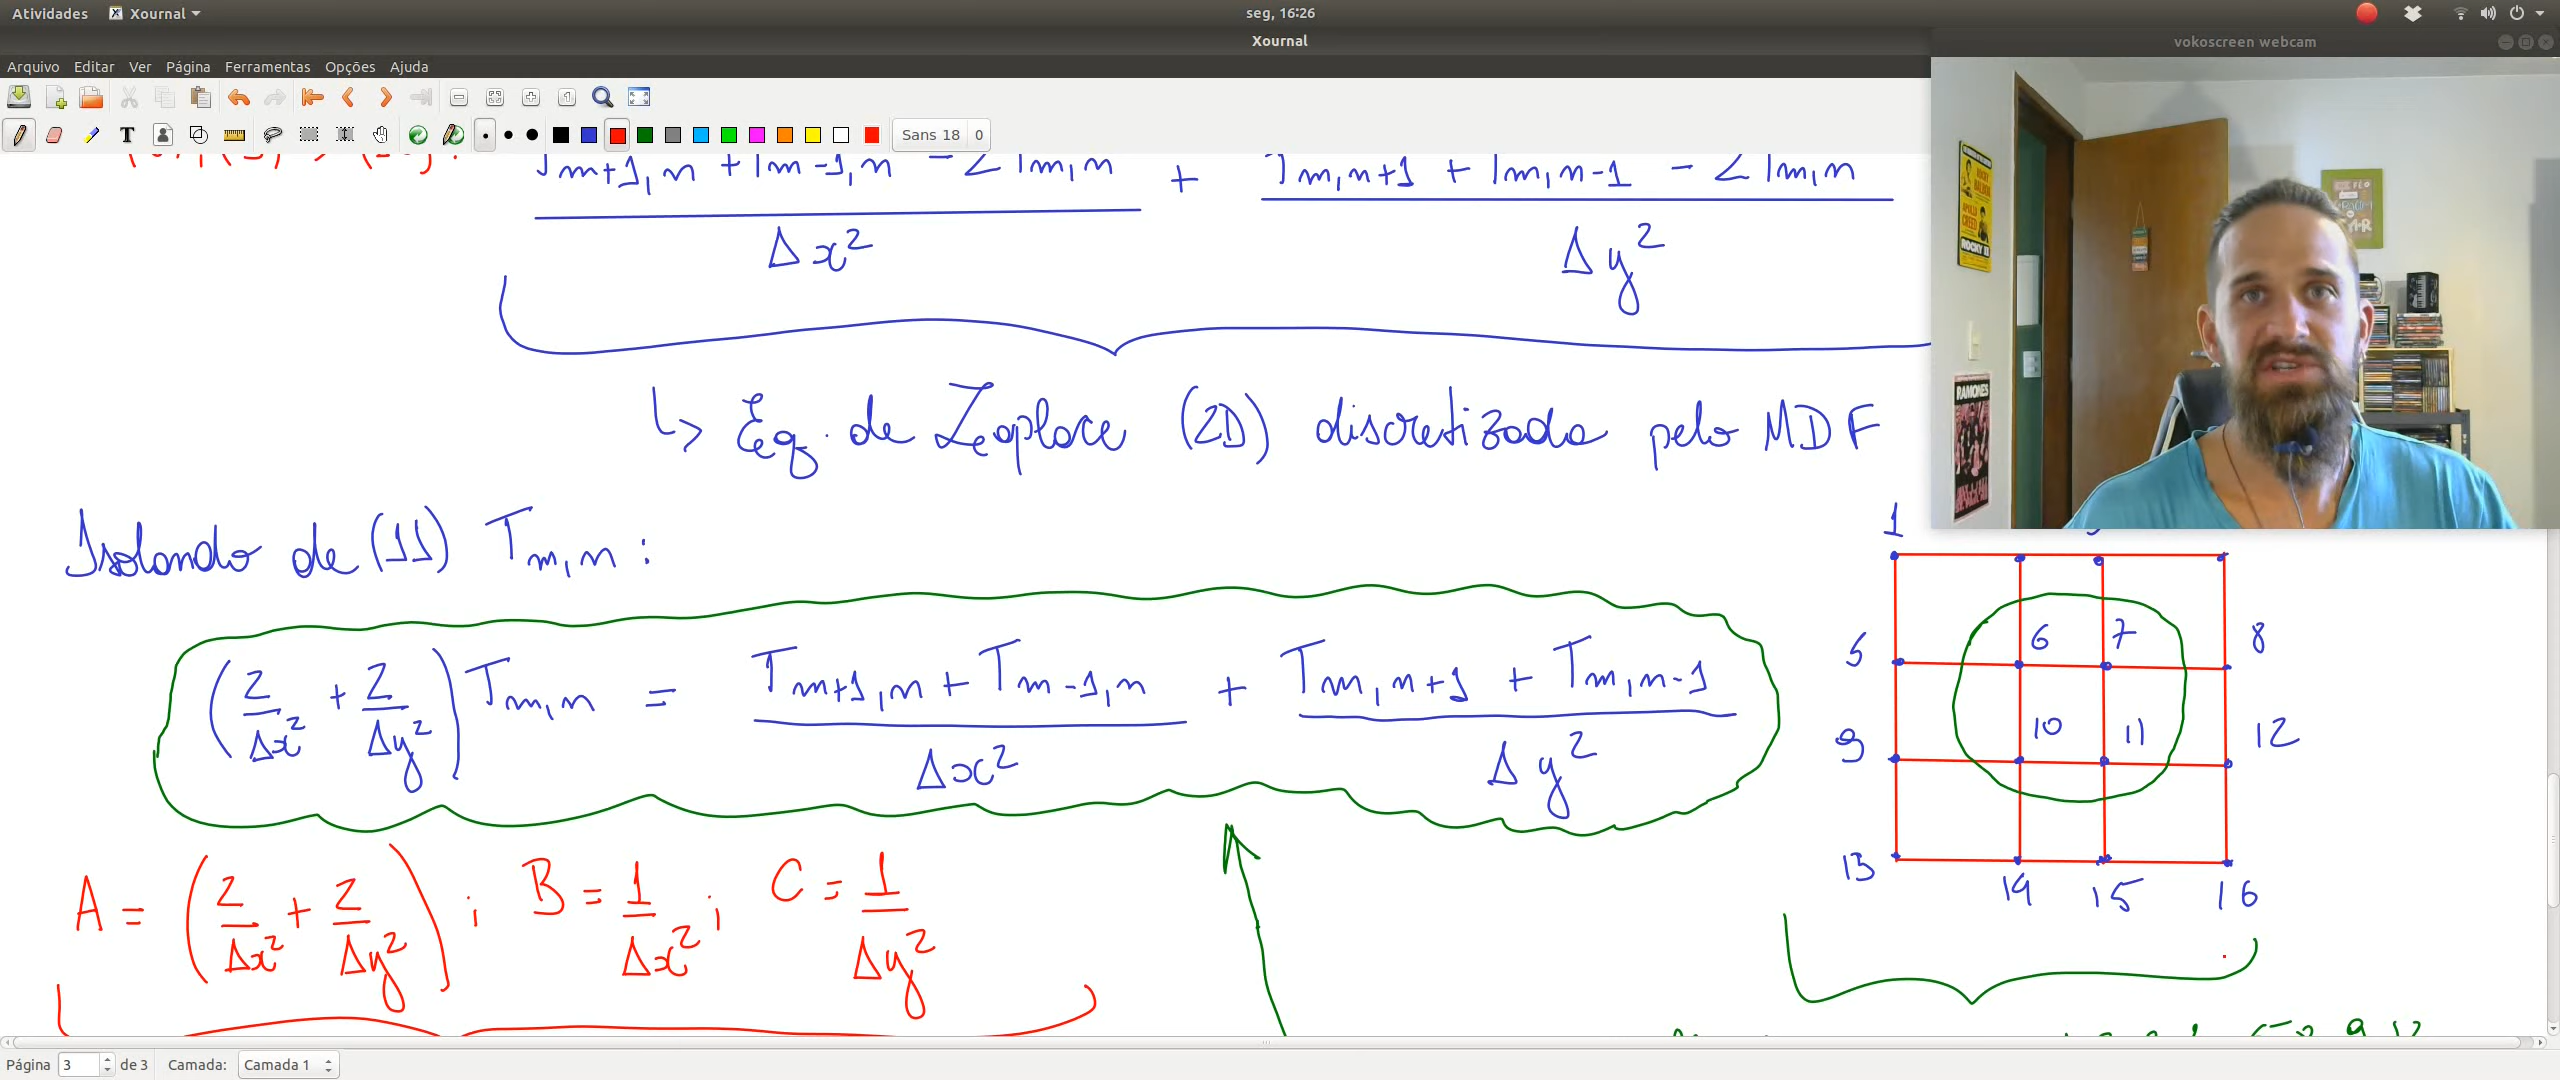 Atividades Xournal seg, 16:26
Xournal
vokoscreen webcam
Arquivo Editar Ver Página Ferramentas Opções Ajuda
Sans 18 0
Tm+1,n + Tm-1,n - 2Tm,n + Tm,n+1 + Tm,n-1 - 2Tm,n
Δx² Δy²
↳ Eq. de Laplace (2D) discretizada pelo MDF
Isolando de (11) Tm,n:
(2/Δx² + 2/Δy²) Tm,n = (Tm+1,n + Tm-1,n)/Δx² + (Tm,n+1 + Tm,n-1)/Δy²
A = (2/Δx² + 2/Δy²); B = 1/Δx²; C = 1/Δy²
1
5 6 7 8
9 10 11 12
13 14 15 16
ROCKY II
RAMONES
Página 3 de 3 Camada: Camada 1